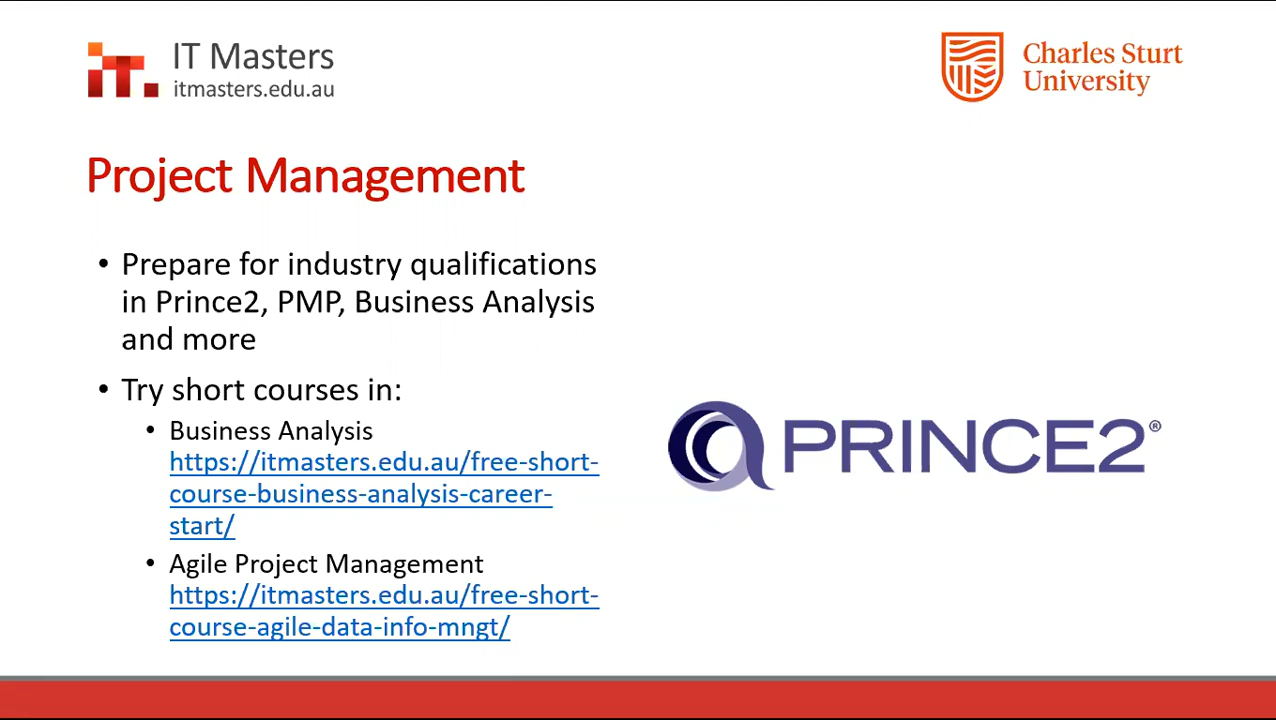 IT Masters
itmasters.edu.au
Charles Sturt
University
Project Management
• Prepare for industry qualifications
in Prince2, PMP, Business Analysis
and more
• Try short courses in:
• Business Analysis
https://itmasters.edu.au/free-short-
course-business-analysis-career-
start/
• Agile Project Management
https://itmasters.edu.au/free-short-
course-agile-data-info-mngt/
PRINCE2®